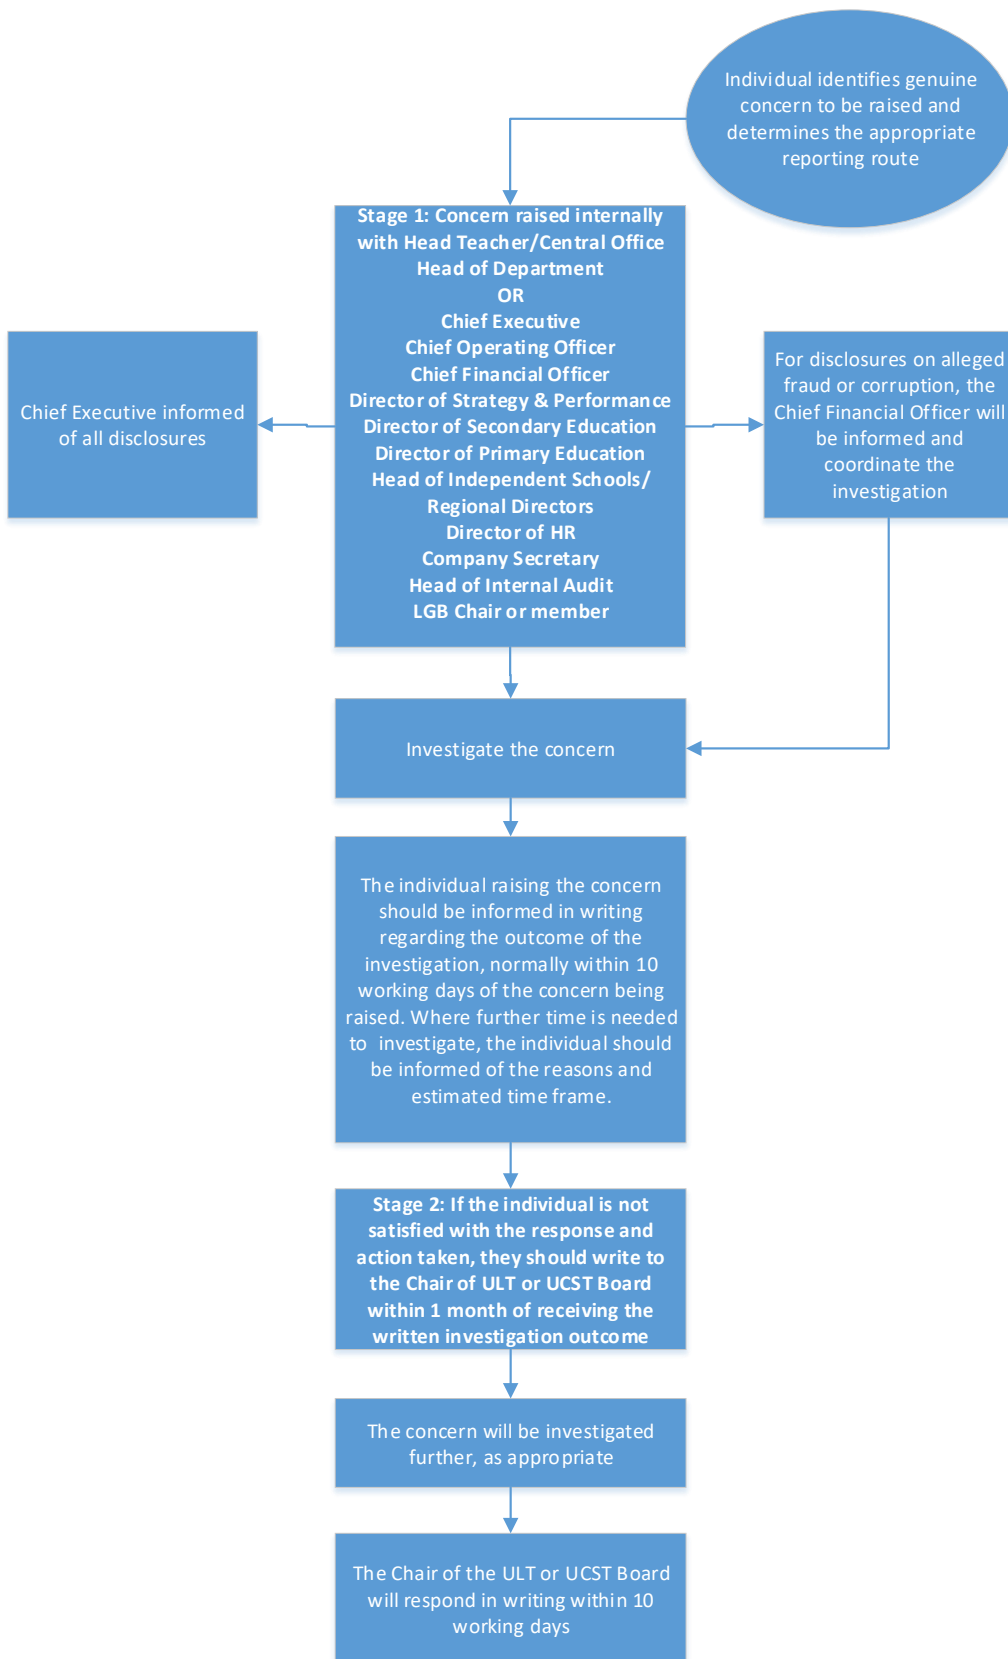 Individual identifies genuine
concern to be raised and
determines the appropriate
reporting route
Stage 1: Concern raised internally
with Head Teacher/Central Office
Head of Department
OR
Chief Executive
Chief Operating Officer
Chief Financial Officer
Director of Strategy & Performance
Director of Secondary Education
Director of Primary Education
Head of Independent Schools/
Regional Directors
Director of HR
Company Secretary
Head of Internal Audit
LGB Chair or member
Chief Executive informed
of all disclosures
For disclosures on alleged
fraud or corruption, the
Chief Financial Officer will
be informed and
coordinate the
investigation
Investigate the concern
The individual raising the concern
should be informed in writing
regarding the outcome of the
investigation, normally within 10
working days of the concern being
raised. Where further time is needed
to investigate, the individual should
be informed of the reasons and
estimated time frame.
Stage 2: If the individual is not
satisfied with the response and
action taken, they should write to
the Chair of ULT or UCST Board
within 1 month of receiving the
written investigation outcome
The concern will be investigated
further, as appropriate
The Chair of the ULT or UCST Board
will respond in writing within 10
working days